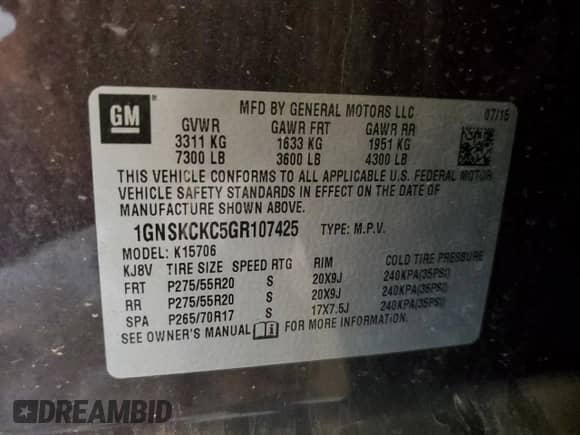 GM
MFD BY GENERAL MOTORS LLC 07/15
GVWR GAWR FRT GAWR RR
3311 KG 1633 KG 1951 KG
7300 LB 3600 LB 4300 LB
THIS VEHICLE CONFORMS TO ALL APPLICABLE U.S. FEDERAL MOTOR
VEHICLE SAFETY STANDARDS IN EFFECT ON THE DATE OF
MANUFACTURE SHOWN ABOVE.
1GNSKCKC5GR107425 TYPE: M.P.V.
MODEL: K15706
KJ8V TIRE SIZE SPEED RTG RIM COLD TIRE PRESSURE
FRT P275/55R20 S 20X9J 240KPA(35PSI)
RR P275/55R20 S 20X9J 240KPA(35PSI)
SPA P265/70R17 S 17X7.5J 240KPA(35PSI)
SEE OWNER'S MANUAL FOR MORE INFORMATION.
DREAMBID